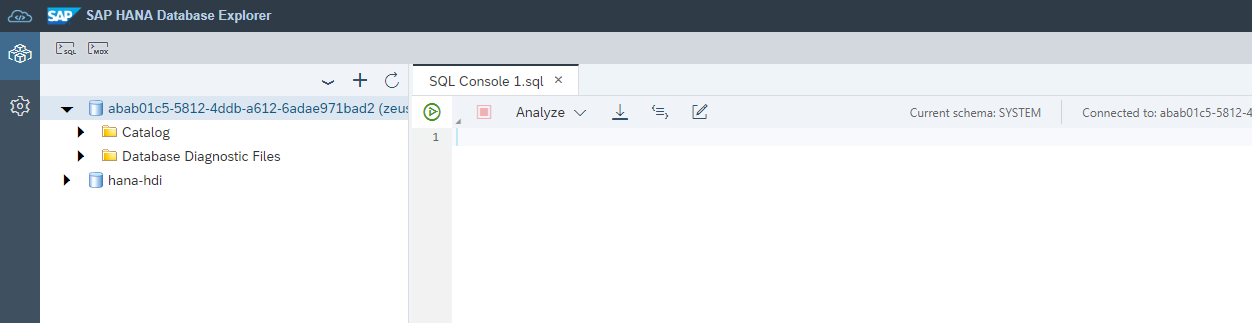 SAP SAP HANA Database Explorer
SQL MDX
SQL Console 1.sql ×
abab01c5-5812-4ddb-a612-6adae971bad2 (zeus
Analyze Current schema: SYSTEM Connected to: abab01c5-5812-4
Catalog
1
Database Diagnostic Files
hana-hdi